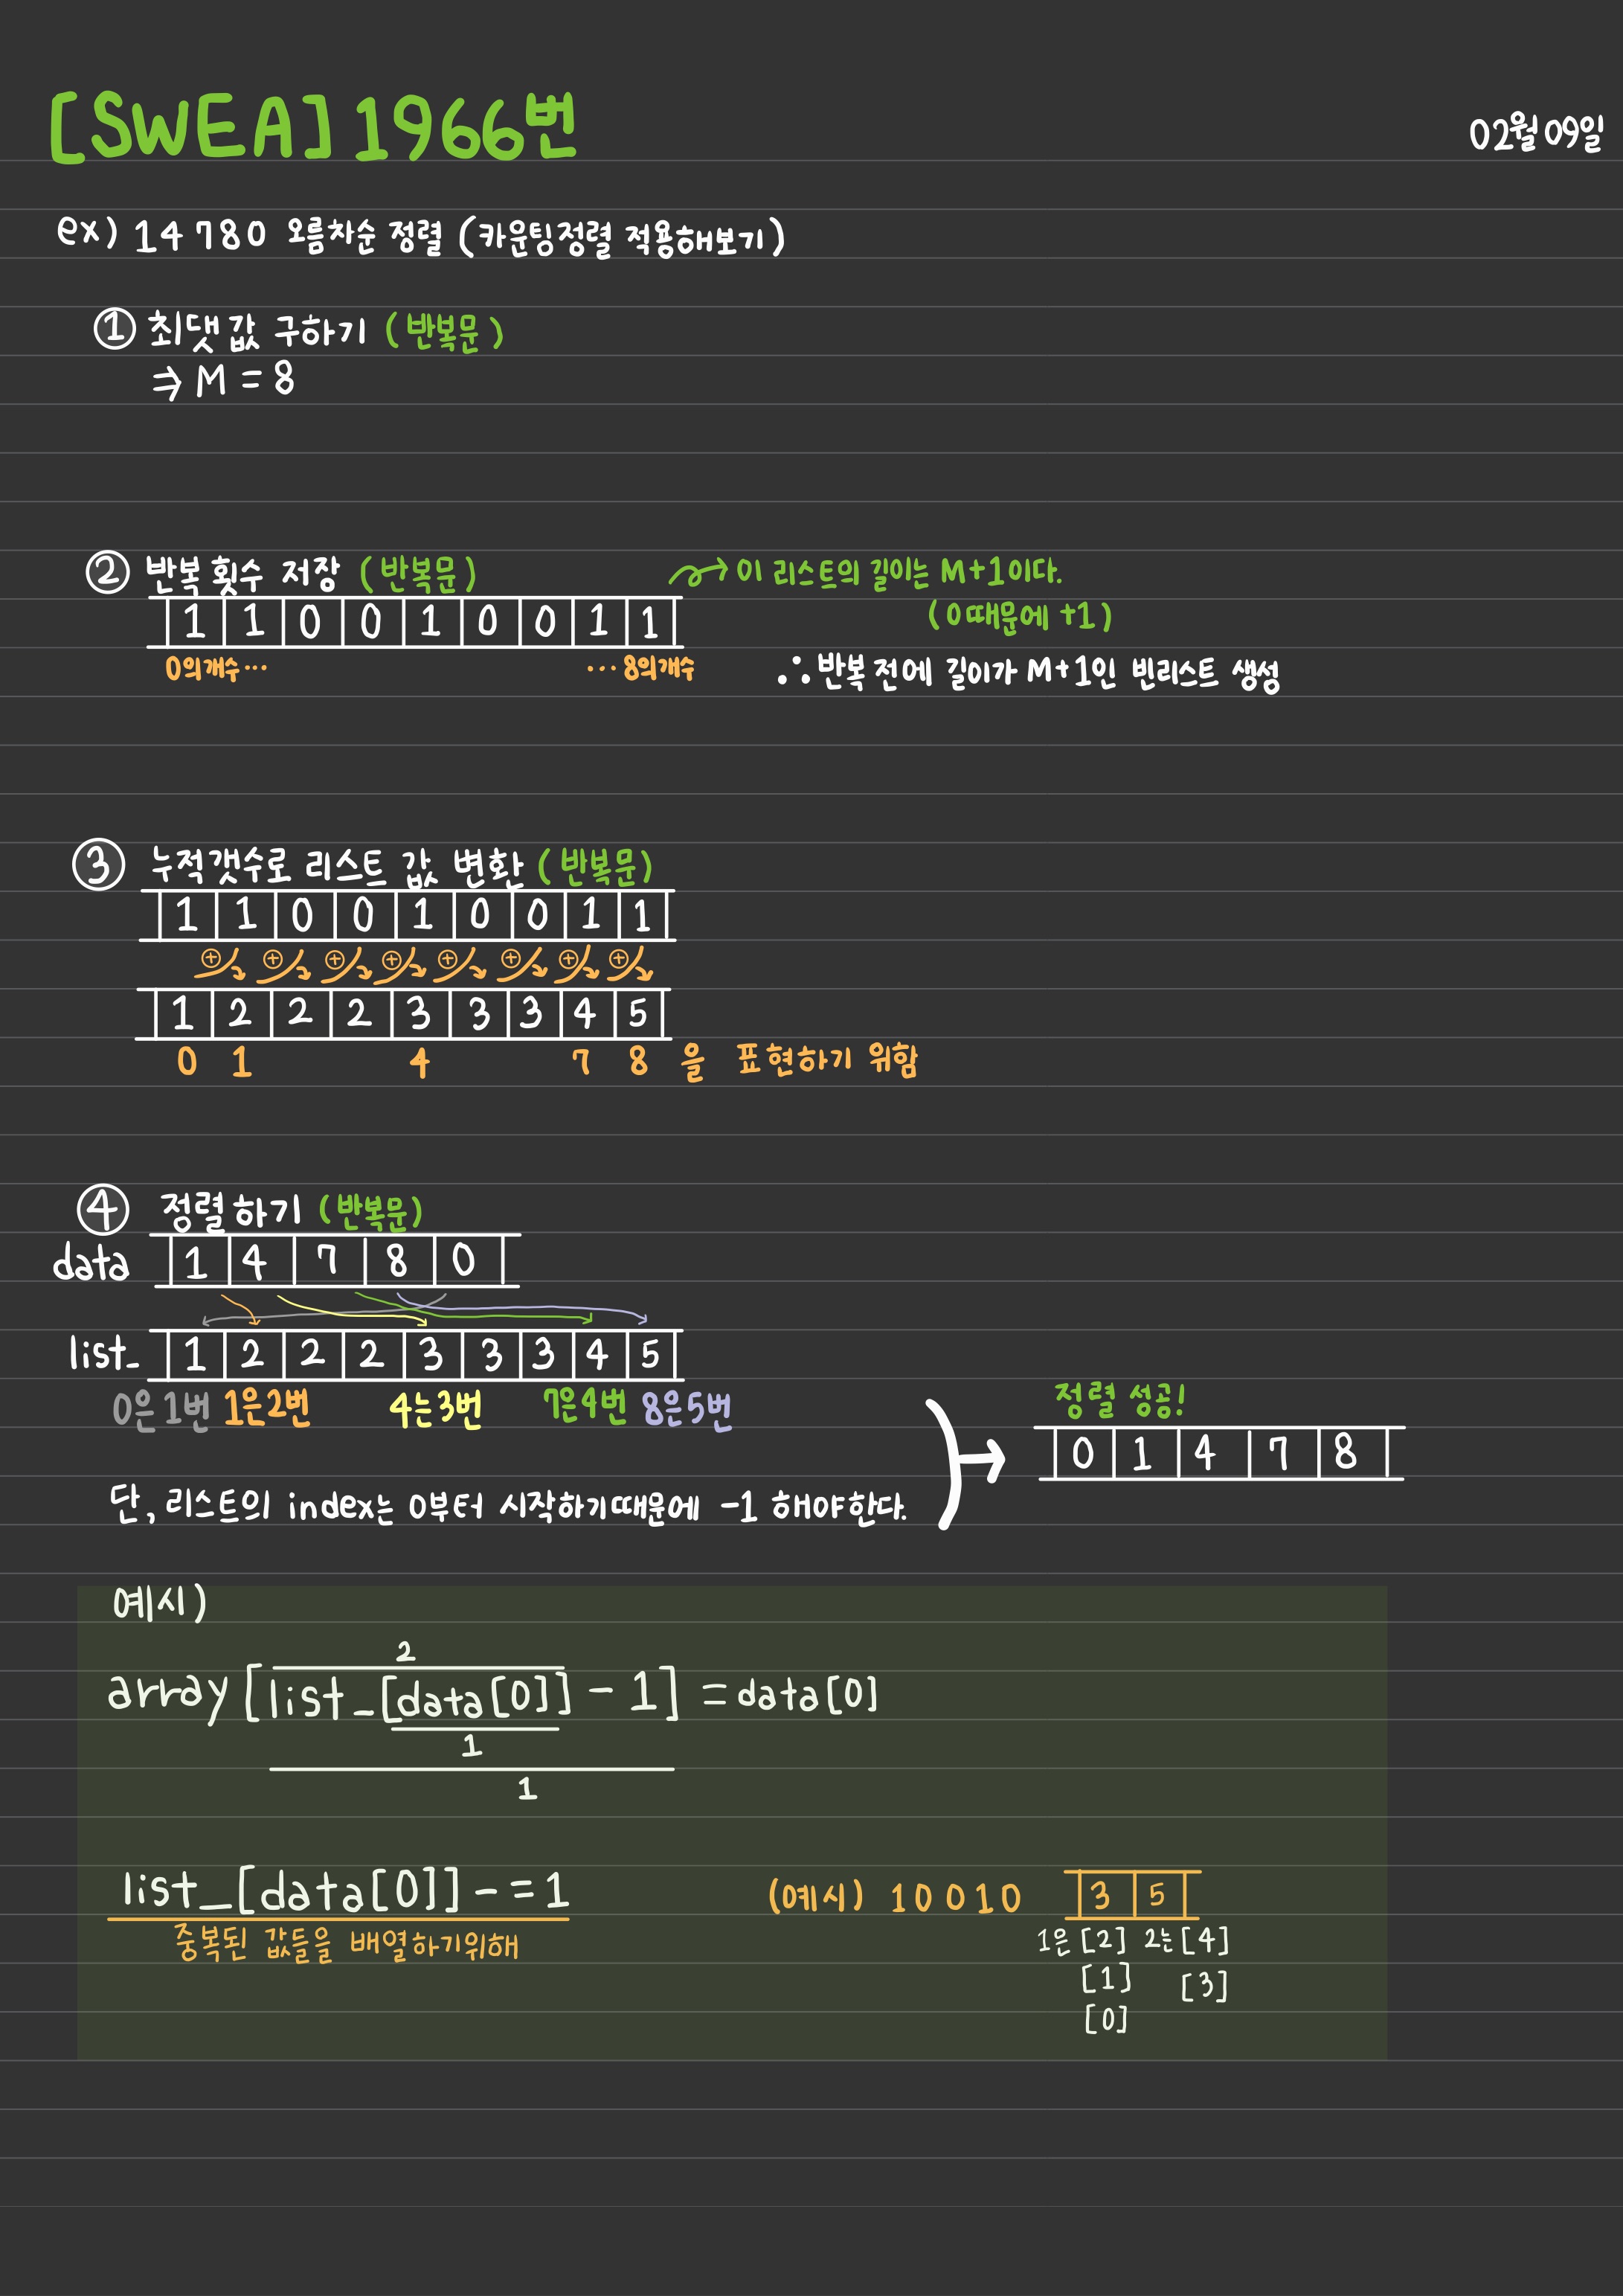 [SWEA] 1966번
02월09일
ex) 1 4 7 8 0 오름차순 정렬 (카운팅정렬 적용해보기)
① 최댓값 구하기 (반복문)
⇒ M = 8
② 반복 횟수 저장 (반복문)
이 리스트의 길이는 M+1이다.
(0때문에 +1)
1 1 0 0 1 0 0 1 1
0의개수… …8의개수
∴ 반복 전에 길이가 M+1인 빈리스트 생성
③ 누적갯수로 리스트 값 변환 (반복문)
1 1 0 0 1 0 0 1 1
⊕ ⊕ ⊕ ⊕ ⊕ ⊕ ⊕ ⊕
1 2 2 2 3 3 3 4 5
0 1 4 7 8 을 표현하기 위함
④ 정렬하기 (반복문)
data 1 4 7 8 0
list_ 1 2 2 2 3 3 3 4 5
0은 1번 1은2번 4는3번 7은4번 8은5번
정렬 성공!
0 1 4 7 8
단, 리스트의 index는 0부터 시작하기때문에 -1 해야한다.
예시)
2
array[list_[data[0]] - 1] = data[0]
1
1
list_[data[0]] -= 1
중복된 값들을 배열하기위해
(예시) 1 0 0 1 0
3 5
1은 [2] 2는 [4]
[1] [3]
[0]